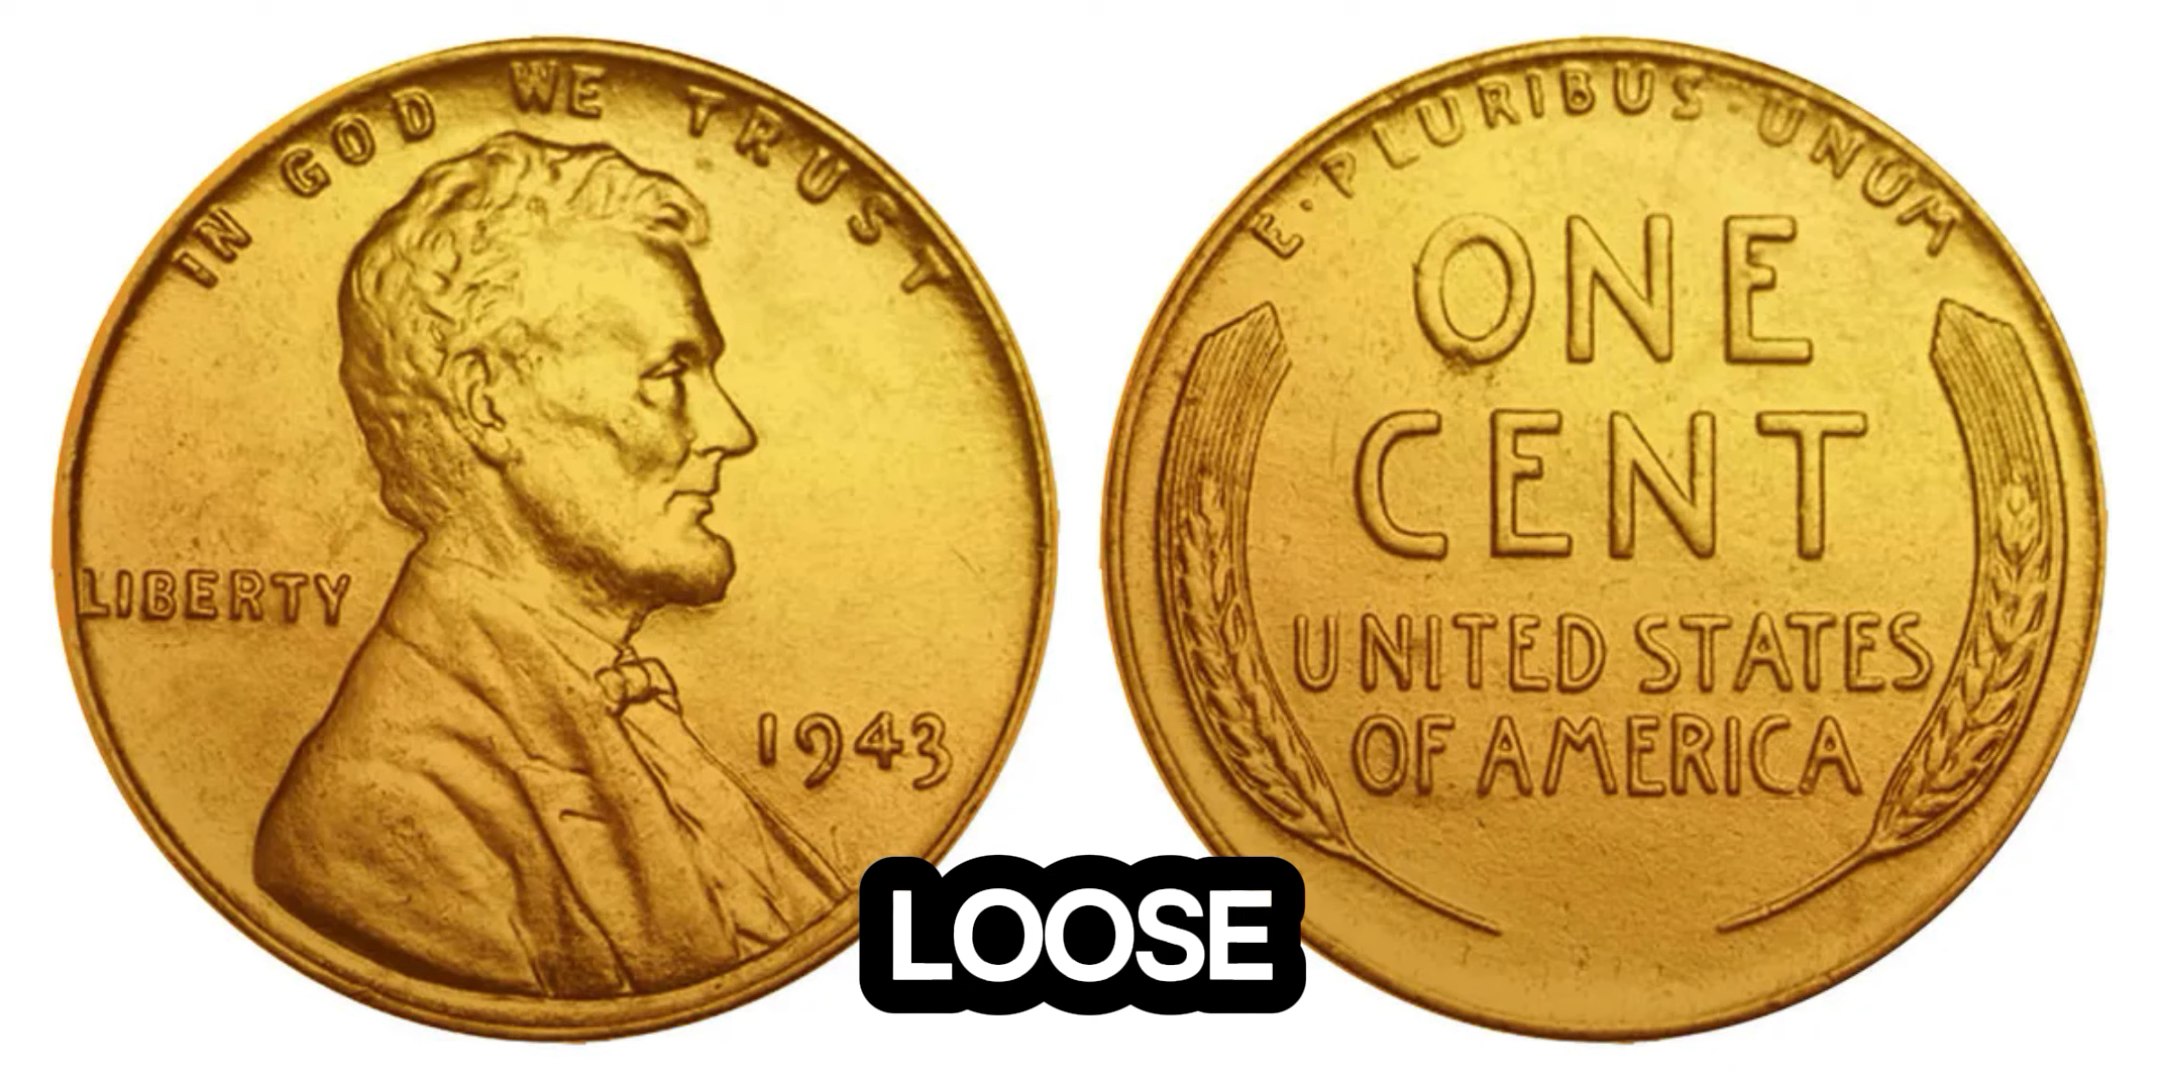 IN GOD WE TRUST
LIBERTY
1943
E·PLURIBUS·UNUM
ONE
CENT
UNITED STATES
OF AMERICA
LOOSE